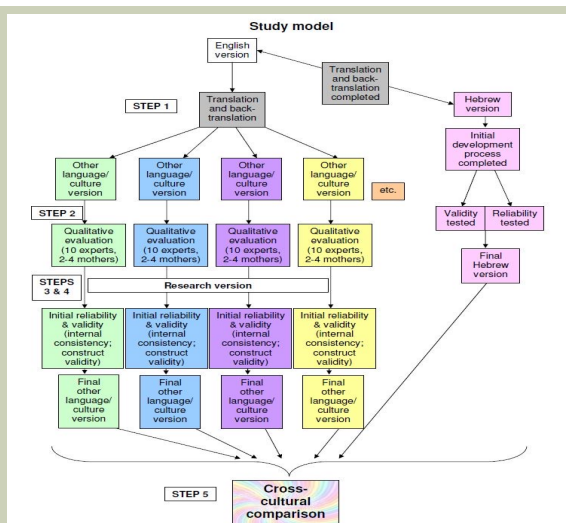 Study model
English
version
Translation
and back-
translation
completed
Hebrew
version
STEP 1
Translation
and back-
translation
Initial
development
process
completed
Other
language/
culture
version
Other
language/
culture
version
Other
language/
culture
version
Other
language/
culture
version
etc.
STEP 2
Validity
tested
Reliability
tested
Qualitative
evaluation
(10 experts,
2-4 mothers)
Qualitative
evaluation
(10 experts,
2-4 mothers)
Qualitative
evaluation
(10 experts,
2-4 mothers)
Qualitative
evaluation
(10 experts,
2-4 mothers)
Final
Hebrew
version
STEPS
3 & 4
Research version
Initial reliability
& validity
(internal
consistency;
construct
validity)
Initial reliability
& validity
(internal
consistency;
construct
validity)
Initial reliability
& validity
(internal
consistency;
construct
validity)
Initial reliability
& validity
(internal
consistency;
construct
validity)
Final
other
language/
culture
version
Final
other
language/
culture
version
Final
other
language/
culture
version
Final
other
language/
culture
version
STEP 5
Cross-
cultural
comparison